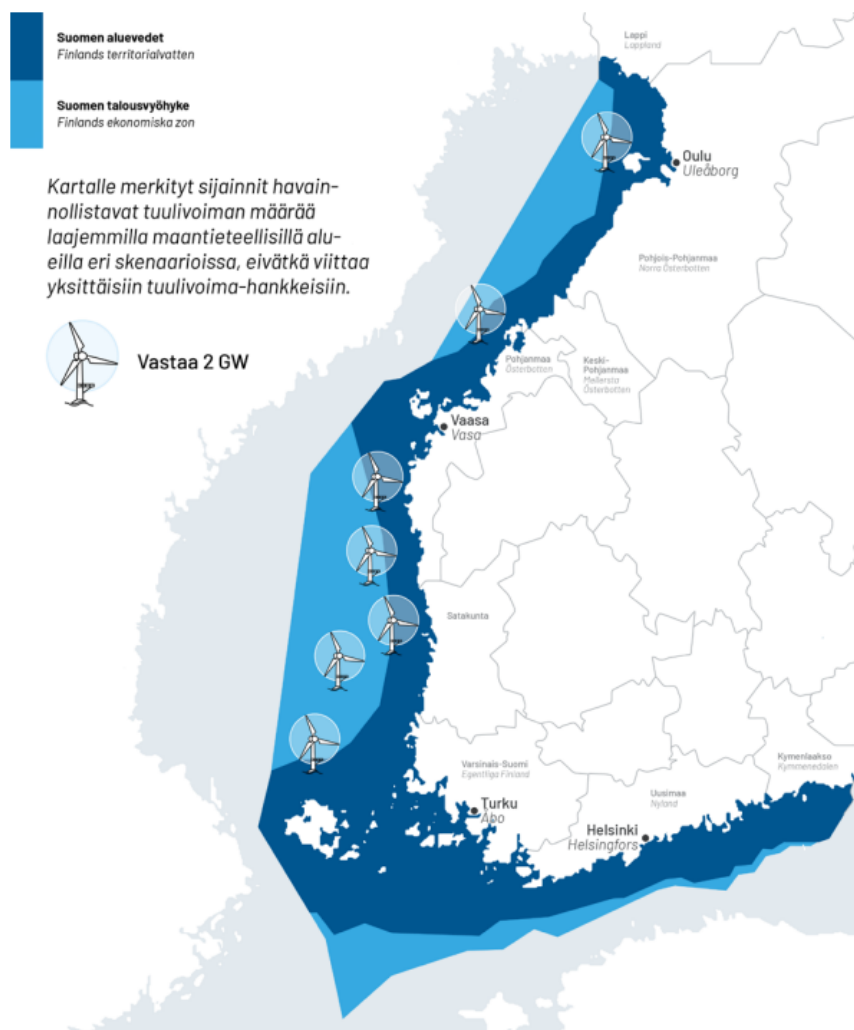 Suomen aluevedet
Finlands territorialvatten
Suomen talousvyöhyke
Finlands ekonomiska zon
Kartalle merkityt sijainnit havain-
nollistavat tuulivoiman määrää
laajemmilla maantieteellisillä alu-
eilla eri skenaarioissa, eivätkä viittaa
yksittäisiin tuulivoima-hankkeisiin.
Vastaa 2 GW
Lappi
Lappland
Oulu
Uleåborg
Pohjois-Pohjanmaa
Norra Österbotten
Pohjanmaa
Österbotten
Keski-
Pohjanmaa
Mellersta
Österbotten
Vaasa
Vasa
Satakunta
Varsinais-Suomi
Egentliga Finland
Turku
Åbo
Uusimaa
Nyland
Kymenlaakso
Kymmenedalen
Helsinki
Helsingfors